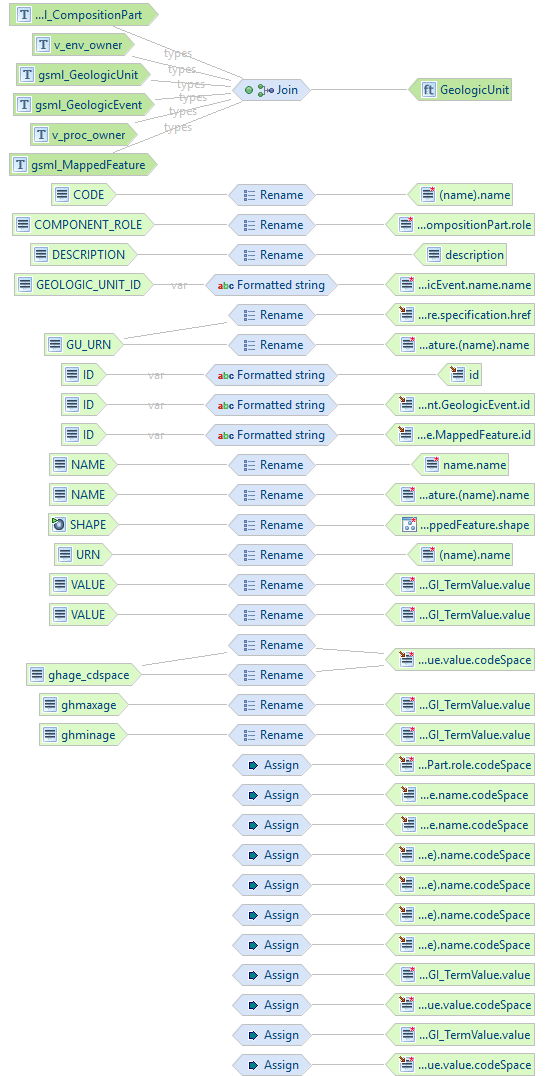 T ...l_CompositionPart
types
T v_env_owner
types
T gsml_GeologicUnit
types
Join
ft GeologicUnit
T gsml_GeologicEvent
types
T v_proc_owner
types
T gsml_MappedFeature
CODE Rename (name).name
COMPONENT_ROLE Rename ...ompositionPart.role
DESCRIPTION Rename description
GEOLOGIC_UNIT_ID var abc Formatted string ...icEvent.name.name
Rename ...re.specification.href
GU_URN Rename ...ature.(name).name
ID var abc Formatted string id
ID var abc Formatted string ...nt.GeologicEvent.id
ID var abc Formatted string ...e.MappedFeature.id
NAME Rename name.name
NAME Rename ...ature.(name).name
SHAPE Rename ...ppedFeature.shape
URN Rename (name).name
VALUE Rename ...GI_TermValue.value
VALUE Rename ...GI_TermValue.value
Rename ...ue.value.codeSpace
ghage_cdspace Rename
ghmaxage Rename ...GI_TermValue.value
ghminage Rename ...GI_TermValue.value
Assign ...Part.role.codeSpace
Assign ...e.name.codeSpace
Assign ...e.name.codeSpace
Assign ...e).name.codeSpace
Assign ...e).name.codeSpace
Assign ...e).name.codeSpace
Assign ...e).name.codeSpace
Assign ...GI_TermValue.value
Assign ...ue.value.codeSpace
Assign ...GI_TermValue.value
Assign ...ue.value.codeSpace